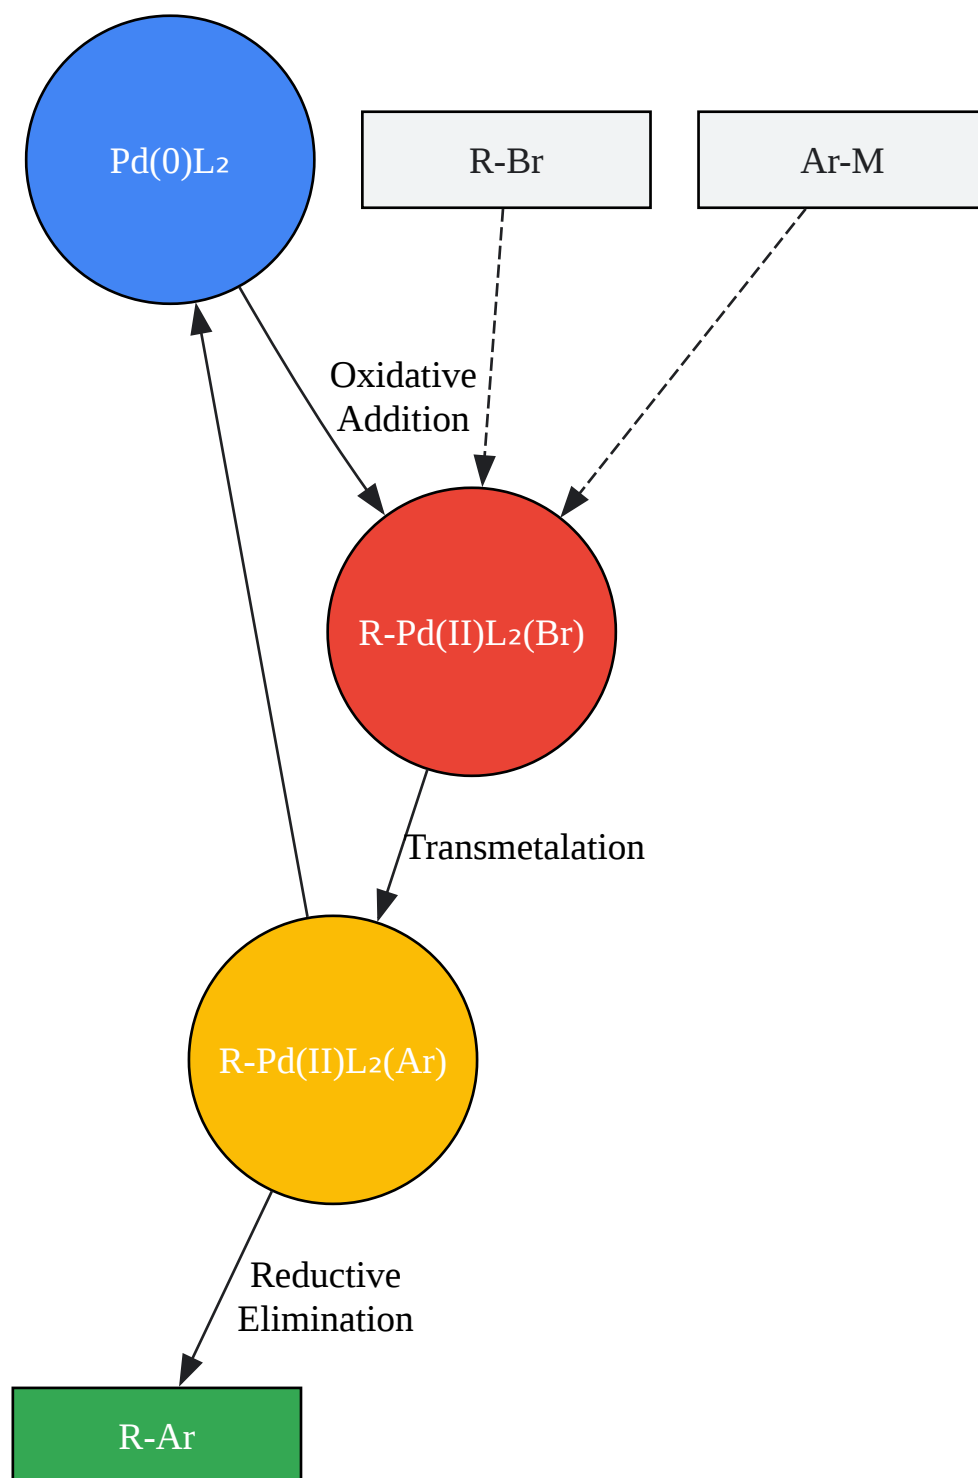 Pd(0)L₂
R-Br
Ar-M
Oxidative
Addition
R-Pd(II)L₂(Br)
Transmetalation
R-Pd(II)L₂(Ar)
Reductive
Elimination
R-Ar